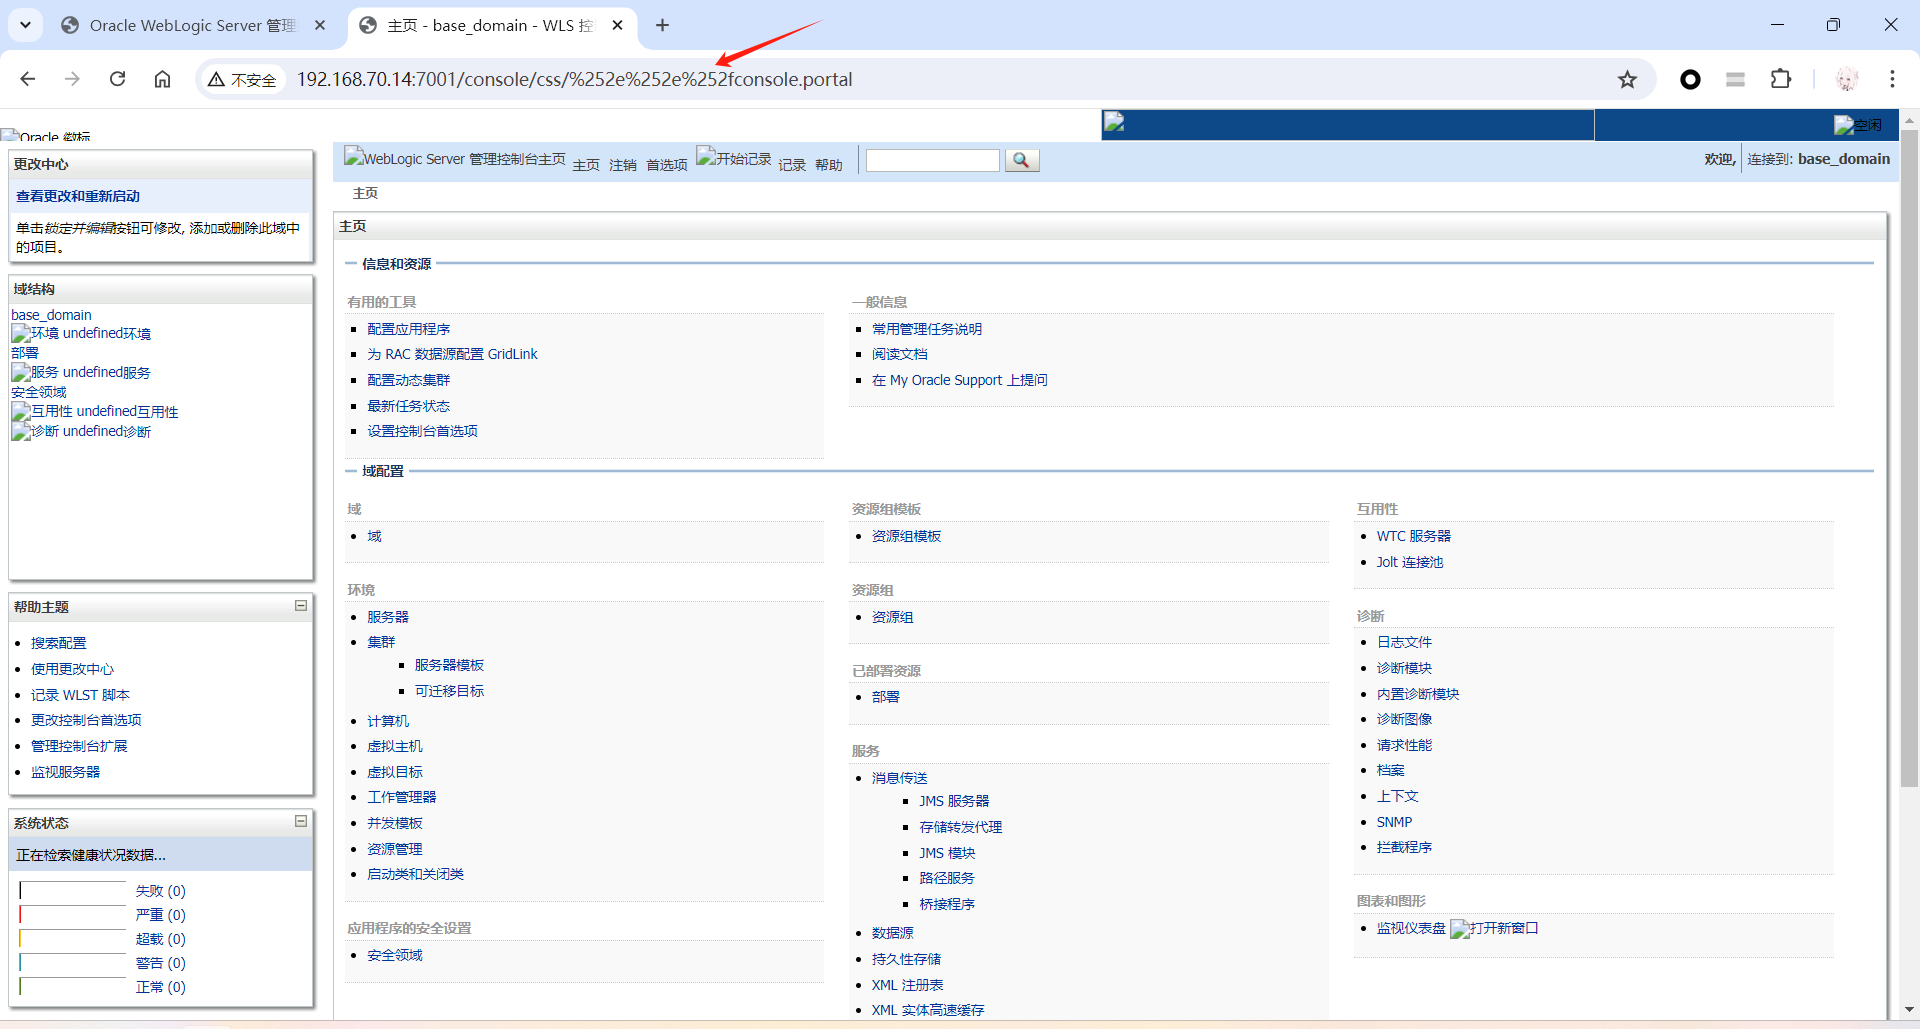 Oracle WebLogic Server 管理
主页 - base_domain - WLS 控
不安全 192.168.70.14:7001/console/css/%252e%252e%252fconsole.portal
Oracle 徽标
空闲
WebLogic Server 管理控制台主页 主页 注销 首选项 开始记录 记录 帮助
欢迎, 连接到: base_domain
主页
更改中心
查看更改和重新启动
单击锁定并编辑按钮可修改, 添加或删除此域中
的项目。
域结构
base_domain
环境 undefined环境
部署
服务 undefined服务
安全领域
互用性 undefined互用性
诊断 undefined诊断
帮助主题
搜索配置
使用更改中心
记录 WLST 脚本
更改控制台首选项
管理控制台扩展
监视服务器
系统状态
正在检索健康状况数据...
失败 (0)
严重 (0)
超载 (0)
警告 (0)
正常 (0)
主页
信息和资源
有用的工具
配置应用程序
为 RAC 数据源配置 GridLink
配置动态集群
最新任务状态
设置控制台首选项
一般信息
常用管理任务说明
阅读文档
在 My Oracle Support 上提问
域配置
域
域
环境
服务器
集群
服务器模板
可迁移目标
计算机
虚拟主机
虚拟目标
工作管理器
并发模板
资源管理
启动类和关闭类
应用程序的安全设置
安全领域
资源组模板
资源组模板
资源组
资源组
已部署资源
部署
服务
消息传送
JMS 服务器
存储转发代理
JMS 模块
路径服务
桥接程序
数据源
持久性存储
XML 注册表
XML 实体高速缓存
互用性
WTC 服务器
Jolt 连接池
诊断
日志文件
诊断模块
内置诊断模块
诊断图像
请求性能
档案
上下文
SNMP
拦截程序
图表和图形
监视仪表盘 打开新窗口